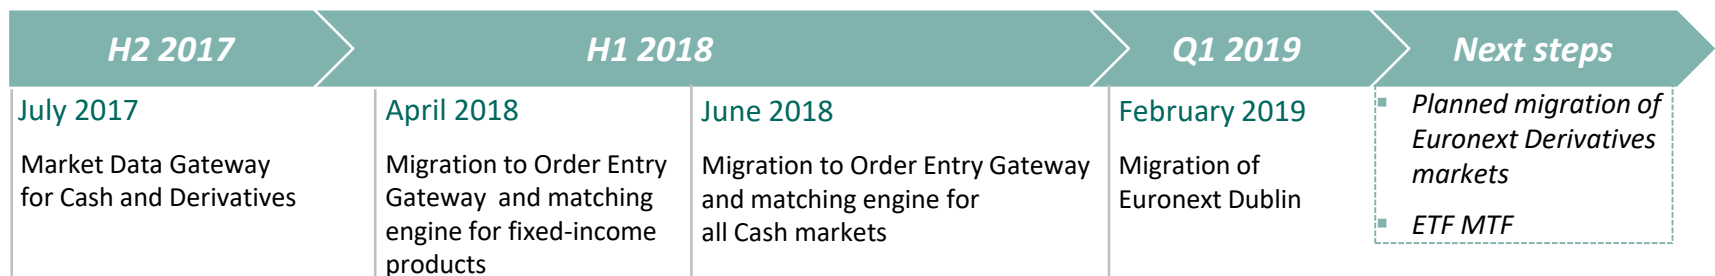 H2 2017
H1 2018
Q1 2019
Next steps
July 2017
Market Data Gateway
for Cash and Derivatives
April 2018
Migration to Order Entry
Gateway and matching
engine for fixed-income
products
June 2018
Migration to Order Entry Gateway
and matching engine for
all Cash markets
February 2019
Migration of
Euronext Dublin
▪ Planned migration of
Euronext Derivatives
markets
▪ ETF MTF